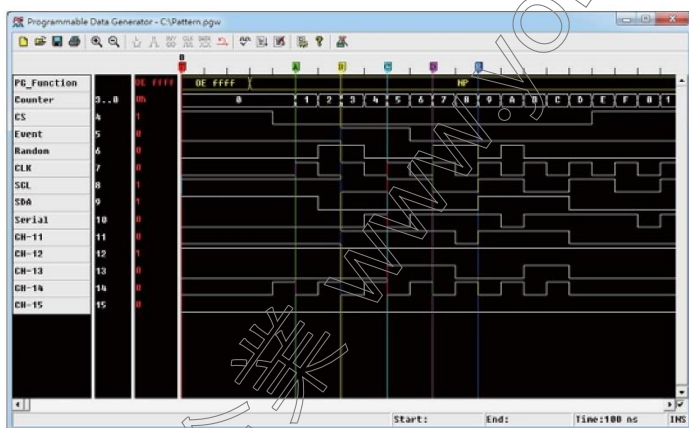 Programmable Data Generator - C:\Pattern.pgw
PG_Function 0E ffff 0E ffff NP
Counter 3..0 0h 0 1 2 3 4 5 6 7 8 9 A B C D E F 0 1
CS 4 1
Event 5 0
Random 6 0
CLK 7 0
SCL 8 1
SDA 9 1
Serial 10 0
CH-11 11 0
CH-12 12 1
CH-13 13 0
CH-14 14 0
CH-15 15 0
Start: End: Time:100 ns INS